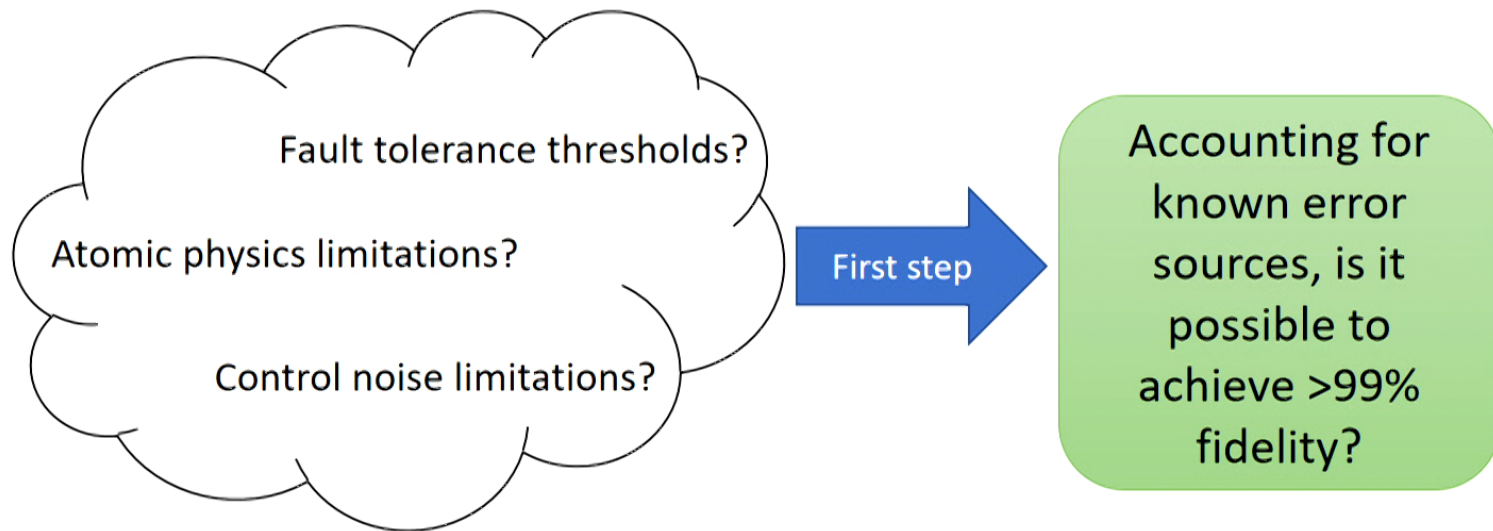 Fault tolerance thresholds?
Atomic physics limitations?
Control noise limitations?
First step
Accounting for
known error
sources, is it
possible to
achieve >99%
fidelity?